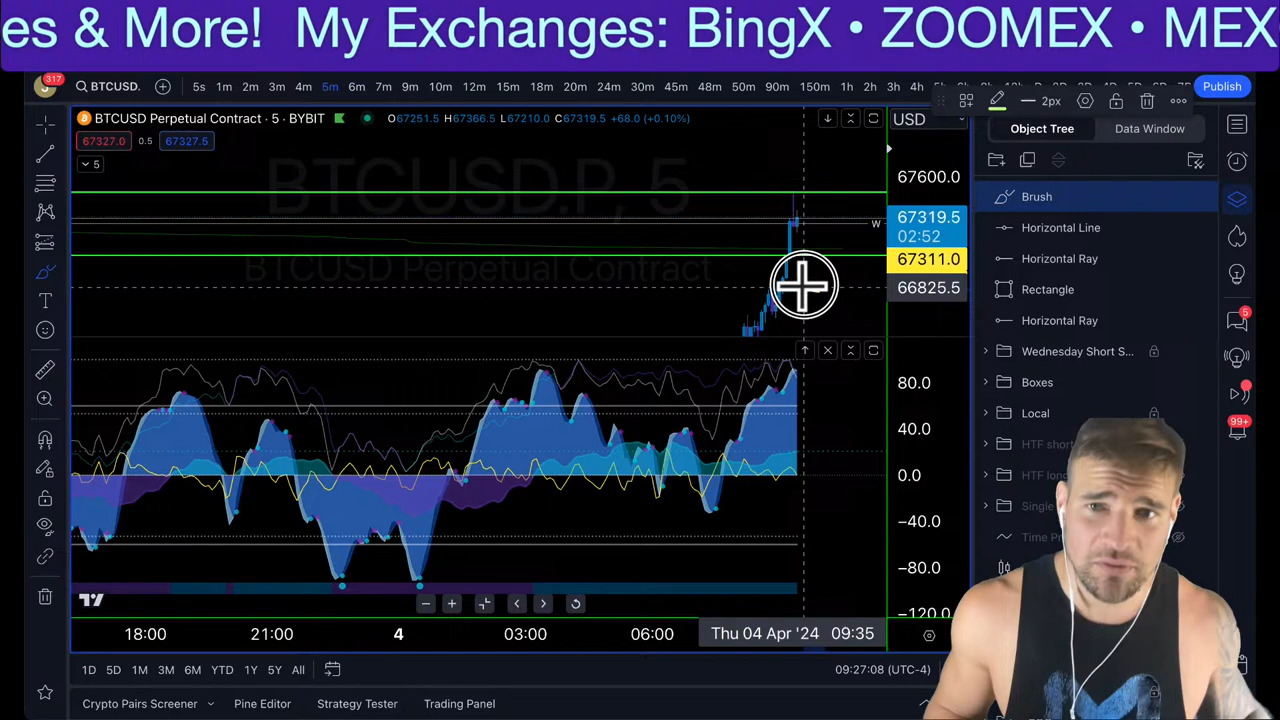 es & More!  My Exchanges: BingX • ZOOMEX • MEX
317
BTCUSD.
5s 1m 2m 3m 4m 5m 6m 7m 9m 10m 12m 18m 24m 30m 45m 48m 50m 90m 150m 1h 2h 3h 4h
2px
Publish
BTCUSD Perpetual Contract · 5 · BYBIT
O67251.5 H67366.5 L67210.0 C67319.5 +68.0 (+0.10%)
USD
Object Tree
Data Window
67327.0
0.5
67327.5
5
BTCUSD.P, 5
BTCUSD Perpetual Contract
W
67600.0
67319.5
02:52
67311.0
66825.5
Brush
Horizontal Line
Horizontal Ray
Rectangle
Horizontal Ray
Wednesday Short S...
Boxes
Local
HTF short
HTF long
Single
Time Pr
5
99+
80.0
40.0
0.0
−40.0
−80.0
−120.0
18:00
21:00
4
03:00
06:00
Thu 04 Apr '24 09:35
1D 5D 1M 3M 6M YTD 1Y 5Y All
09:27:08 (UTC-4)
Crypto Pairs Screener
Pine Editor
Strategy Tester
Trading Panel